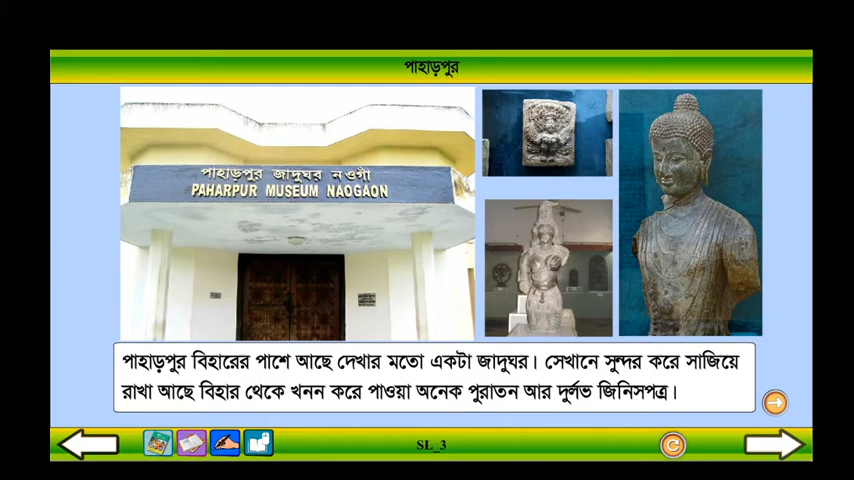 পাহাড়পুর
পাহাড়পুর জাদুঘর নওগাঁ
PAHARPUR MUSEUM NAOGAON
পাহাড়পুর বিহারের পাশে আছে দেখার মতো একটা জাদুঘর। সেখানে সুন্দর করে সাজিয়ে
রাখা আছে বিহার থেকে খনন করে পাওয়া অনেক পুরাতন আর দুর্লভ জিনিসপত্র।
SL_3